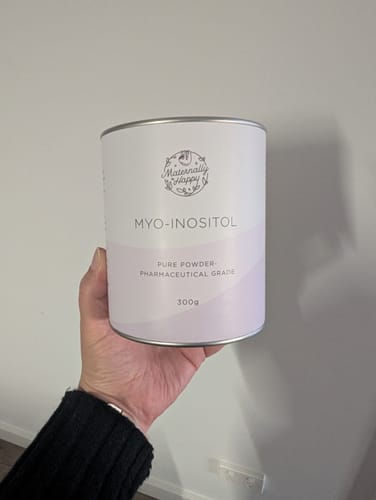 Maternally
Happy
MYO-INOSITOL
PURE POWDER-
PHARMACEUTICAL GRADE
300g